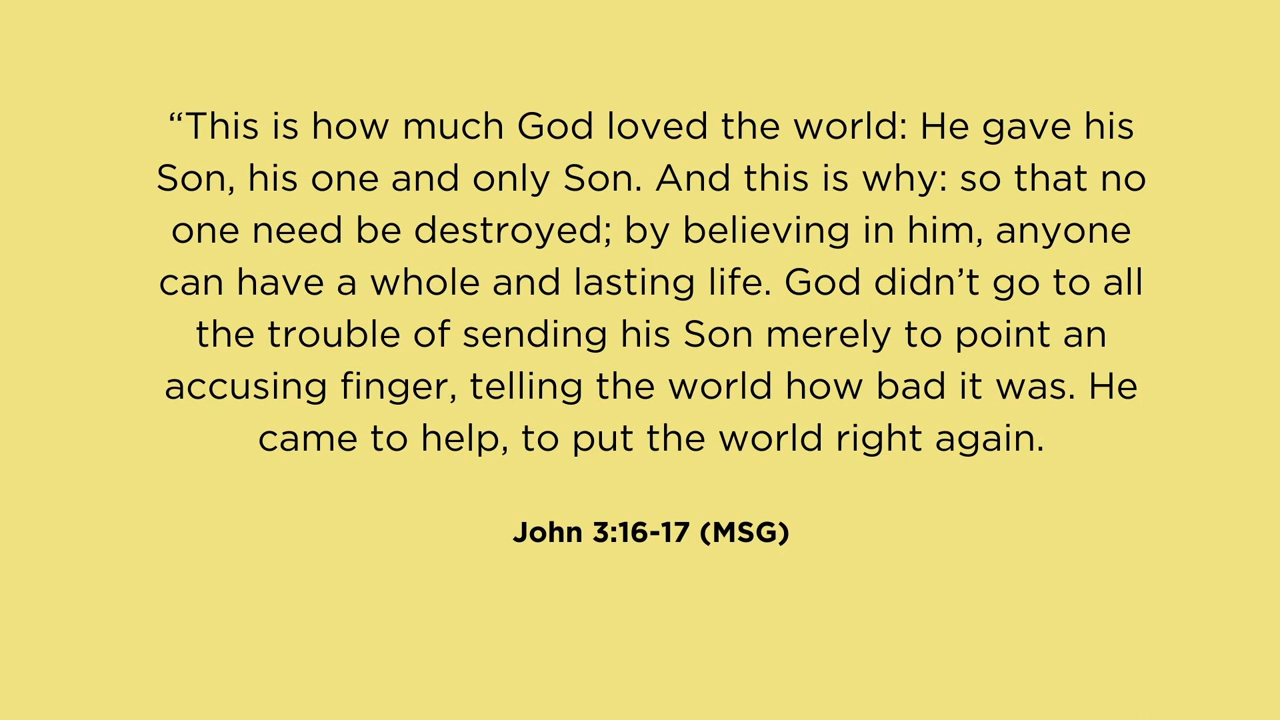 “This is how much God loved the world: He gave his
Son, his one and only Son. And this is why: so that no
one need be destroyed; by believing in him, anyone
can have a whole and lasting life. God didn’t go to all
the trouble of sending his Son merely to point an
accusing finger, telling the world how bad it was. He
came to help, to put the world right again.
John 3:16-17 (MSG)